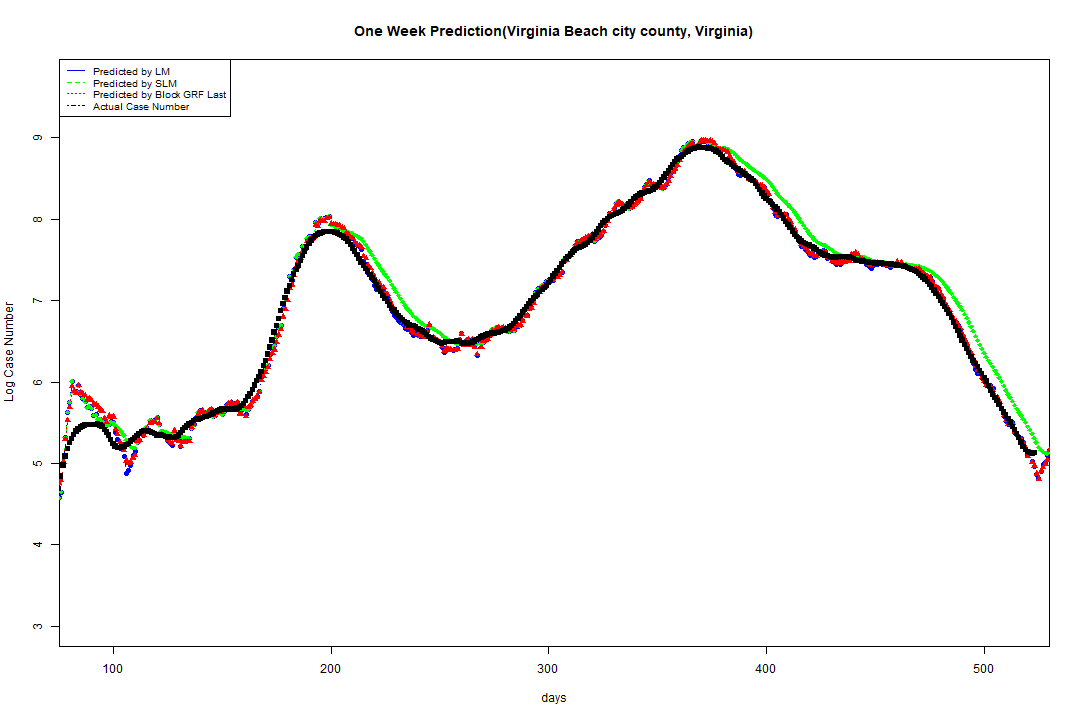 One Week Prediction(Virginia Beach city county, Virginia)
Predicted by LM
Predicted by SLM
Predicted by Block GRF Last
Actual Case Number
Log Case Number
9
8
7
6
5
4
3
100 200 300 400 500
days